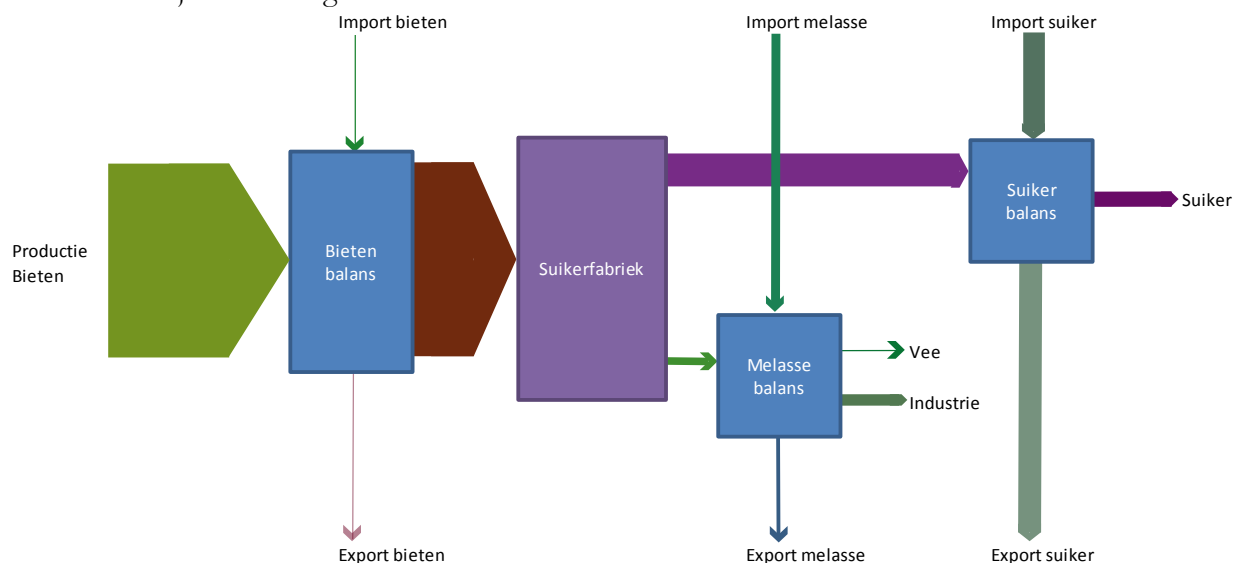 Import bieten
Import melasse
Import suiker
Productie
Bieten
Bieten
balans
Suikerfabriek
Suiker
balans
Suiker
Melasse
balans
Vee
Industrie
Export bieten
Export melasse
Export suiker